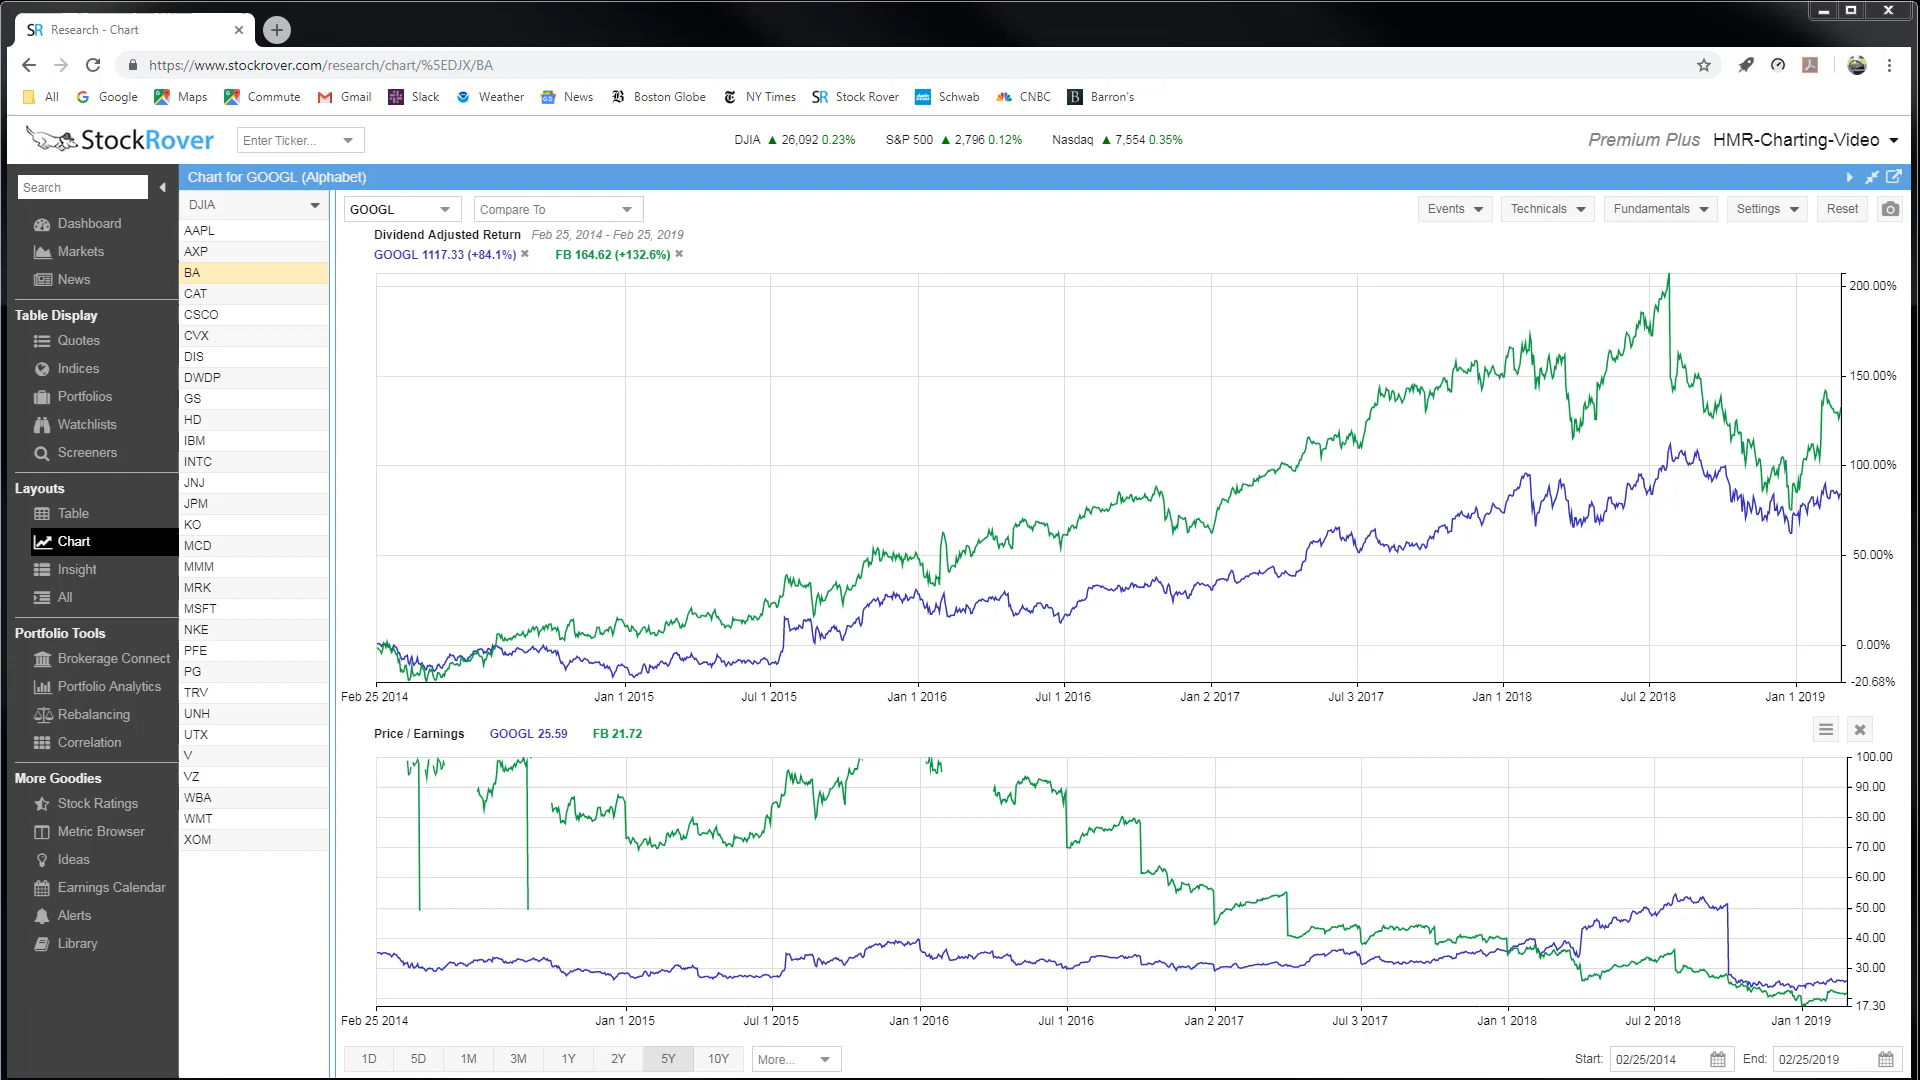 SR Research - Chart
https://www.stockrover.com/research/chart/%5EDJX/BA
All Google Maps Commute Gmail Slack Weather News Boston Globe NY Times SR Stock Rover Schwab CNBC B Barron's
StockRover Enter Ticker... DJIA ▲ 26,092 0.23% S&P 500 ▲ 2,796 0.12% Nasdaq ▲ 7,554 0.35% Premium Plus HMR-Charting-Video
Search
Dashboard
Markets
News
Table Display
Quotes
Indices
Portfolios
Watchlists
Screeners
Layouts
Table
Chart
Insight
All
Portfolio Tools
Brokerage Connect
Portfolio Analytics
Rebalancing
Correlation
More Goodies
Stock Ratings
Metric Browser
Ideas
Earnings Calendar
Alerts
Library
Chart for GOOGL (Alphabet)
DJIA
AAPL
AXP
BA
CAT
CSCO
CVX
DIS
DWDP
GS
HD
IBM
INTC
JNJ
JPM
KO
MCD
MMM
MRK
MSFT
NKE
PFE
PG
TRV
UNH
UTX
V
VZ
WBA
WMT
XOM
GOOGL Compare To Events Technicals Fundamentals Settings Reset
Dividend Adjusted Return Feb 25, 2014 - Feb 25, 2019
GOOGL 1117.33 (+84.1%) FB 164.62 (+132.6%)
200.00%
150.00%
100.00%
50.00%
0.00%
-20.68%
Feb 25 2014 Jan 1 2015 Jul 1 2015 Jan 1 2016 Jul 1 2016 Jan 2 2017 Jul 3 2017 Jan 1 2018 Jul 2 2018 Jan 1 2019
Price / Earnings GOOGL 25.59 FB 21.72
100.00
90.00
80.00
70.00
60.00
50.00
40.00
30.00
17.30
Feb 25 2014 Jan 1 2015 Jul 1 2015 Jan 1 2016 Jul 1 2016 Jan 2 2017 Jul 3 2017 Jan 1 2018 Jul 2 2018 Jan 1 2019
1D 5D 1M 3M 1Y 2Y 5Y 10Y More... Start: 02/25/2014 End: 02/25/2019